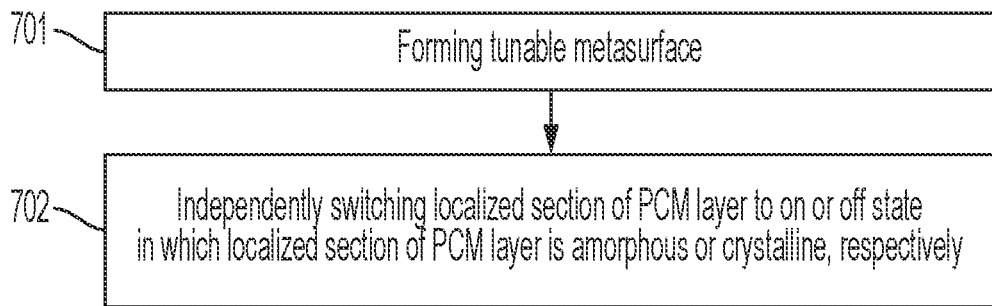 701
Forming tunable metasurface
702
Independently switching localized section of PCM layer to on or off state
in which localized section of PCM layer is amorphous or crystalline, respectively